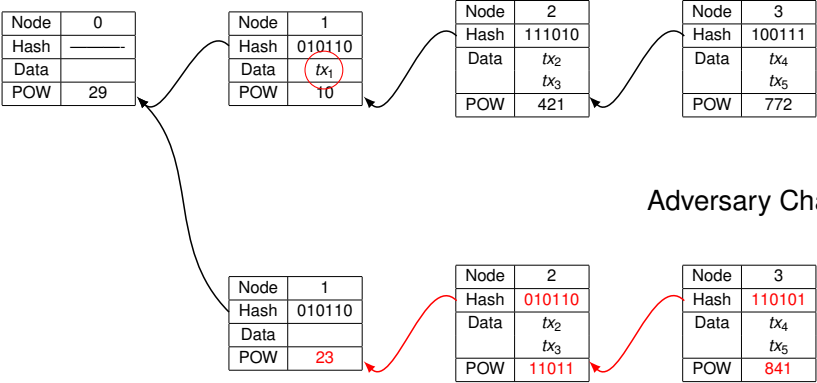 Node 0
Hash ————-
Data
POW 29
Node 1
Hash 010110
Data tx1
POW 10
Node 2
Hash 111010
Data tx2
tx3
POW 421
Node 3
Hash 100111
Data tx4
tx5
POW 772
Adversary Cha
Node 1
Hash 010110
Data
POW 23
Node 2
Hash 010110
Data tx2
tx3
POW 11011
Node 3
Hash 110101
Data tx4
tx5
POW 841